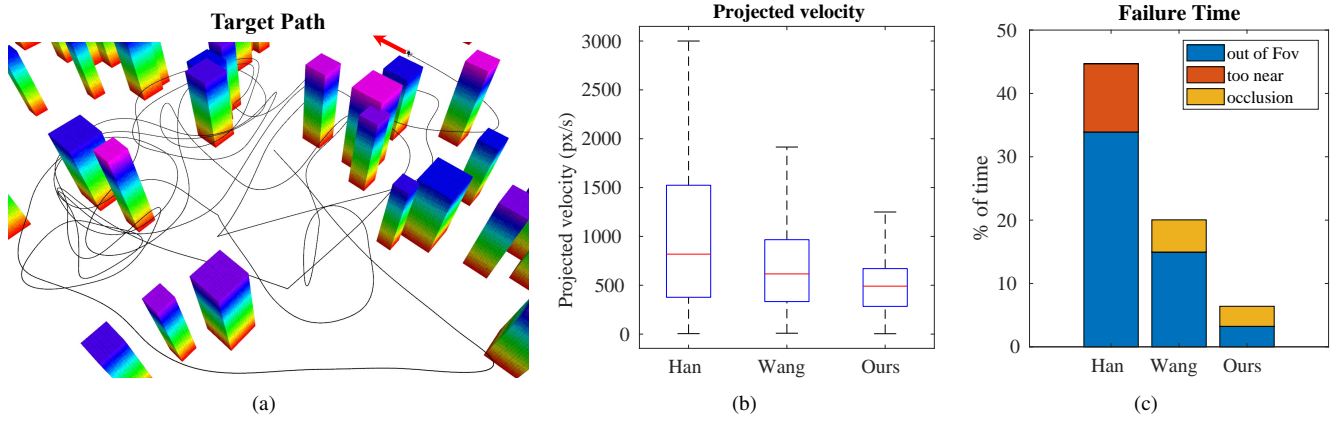 Target Path
(a)
Projected velocity
Projected velocity (px/s)
3000
2500
2000
1500
1000
500
0
Han
Wang
Ours
(b)
Failure Time
% of time
50
40
30
20
10
0
out of Fov
too near
occlusion
Han
Wang
Ours
(c)